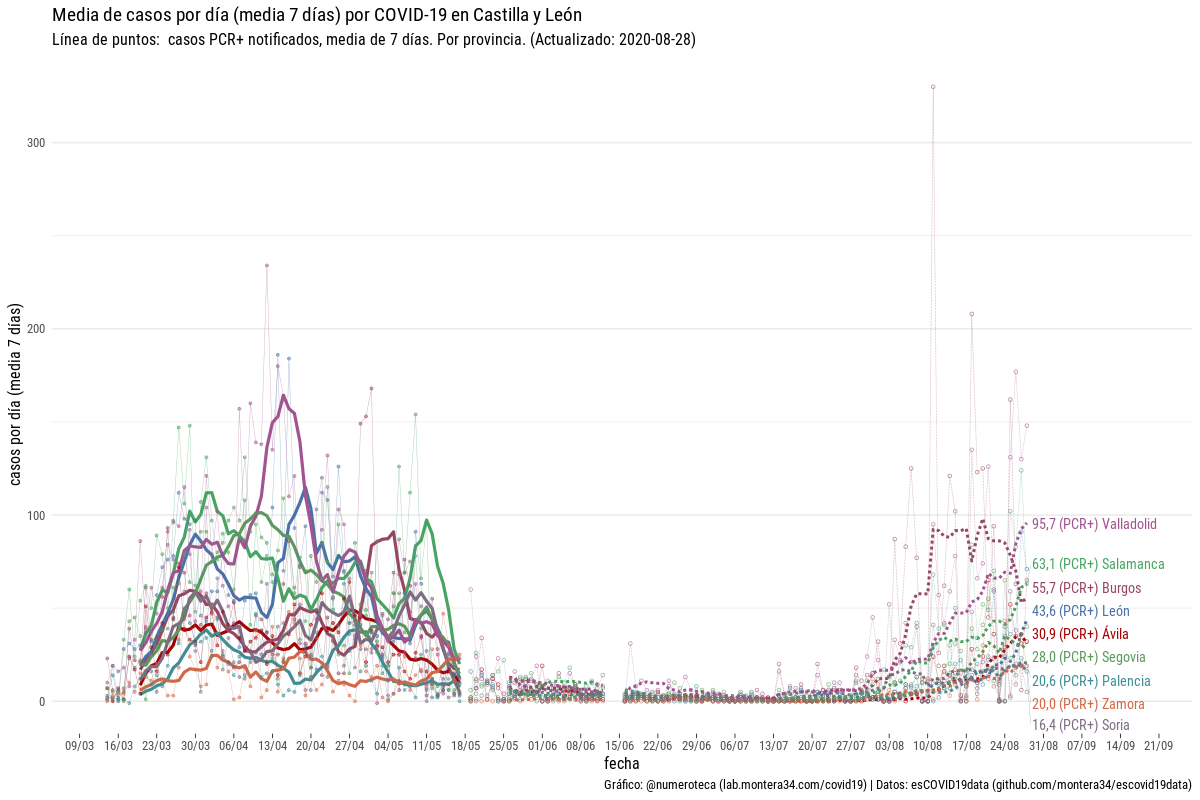 Media de casos por día (media 7 días) por COVID-19 en Castilla y León
Línea de puntos:  casos PCR+ notificados, media de 7 días. Por provincia. (Actualizado: 2020-08-28)
casos por día (media 7 días)
300
200
100
0
95,7 (PCR+) Valladolid
63,1 (PCR+) Salamanca
55,7 (PCR+) Burgos
43,6 (PCR+) León
30,9 (PCR+) Ávila
28,0 (PCR+) Segovia
20,6 (PCR+) Palencia
20,0 (PCR+) Zamora
16,4 (PCR+) Soria
09/03 16/03 23/03 30/03 06/04 13/04 20/04 27/04 04/05 11/05 18/05 25/05 01/06 08/06 15/06 22/06 29/06 06/07 13/07 20/07 27/07 03/08 10/08 17/08 24/08 31/08 07/09 14/09 21/09
fecha
Gráfico: @numeroteca (lab.montera34.com/covid19) | Datos: esCOVID19data (github.com/montera34/escovid19data)